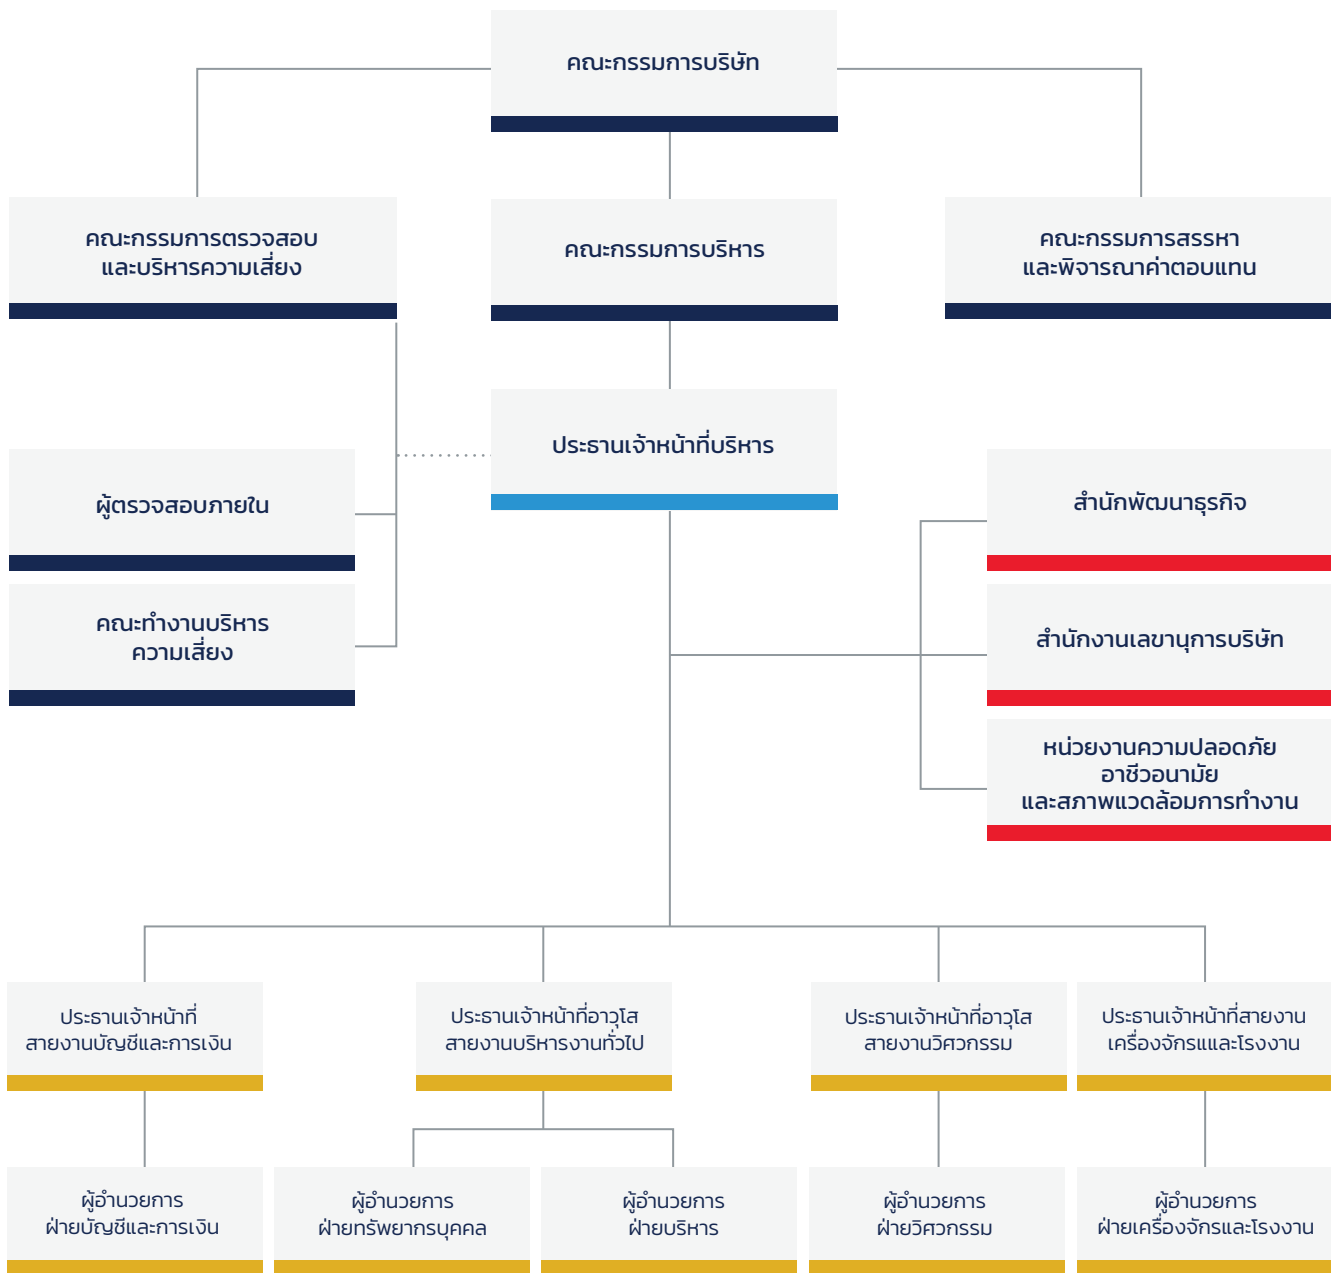 คณะกรรมการบริษัท
คณะกรรมการตรวจสอบ
และบริหารความเสี่ยง
คณะกรรมการบริหาร
คณะกรรมการสรรหา
และพิจารณาค่าตอบแทน
ประธานเจ้าหน้าที่บริหาร
ผู้ตรวจสอบภายใน
สำนักพัฒนาธุรกิจ
คณะทำงานบริหาร
ความเสี่ยง
สำนักงานเลขานุการบริษัท
หน่วยงานความปลอดภัย
อาชีวอนามัย
และสภาพแวดล้อมการทำงาน
ประธานเจ้าหน้าที่
สายงานบัญชีและการเงิน
ประธานเจ้าหน้าที่อาวุโส
สายงานบริหารงานทั่วไป
ประธานเจ้าหน้าที่อาวุโส
สายงานวิศวกรรม
ประธานเจ้าหน้าที่สายงาน
เครื่องจักรแและโรงงาน
ผู้อำนวยการ
ฝ่ายบัญชีและการเงิน
ผู้อำนวยการ
ฝ่ายทรัพยากรบุคคล
ผู้อำนวยการ
ฝ่ายบริหาร
ผู้อำนวยการ
ฝ่ายวิศวกรรม
ผู้อำนวยการ
ฝ่ายเครื่องจักรและโรงงาน